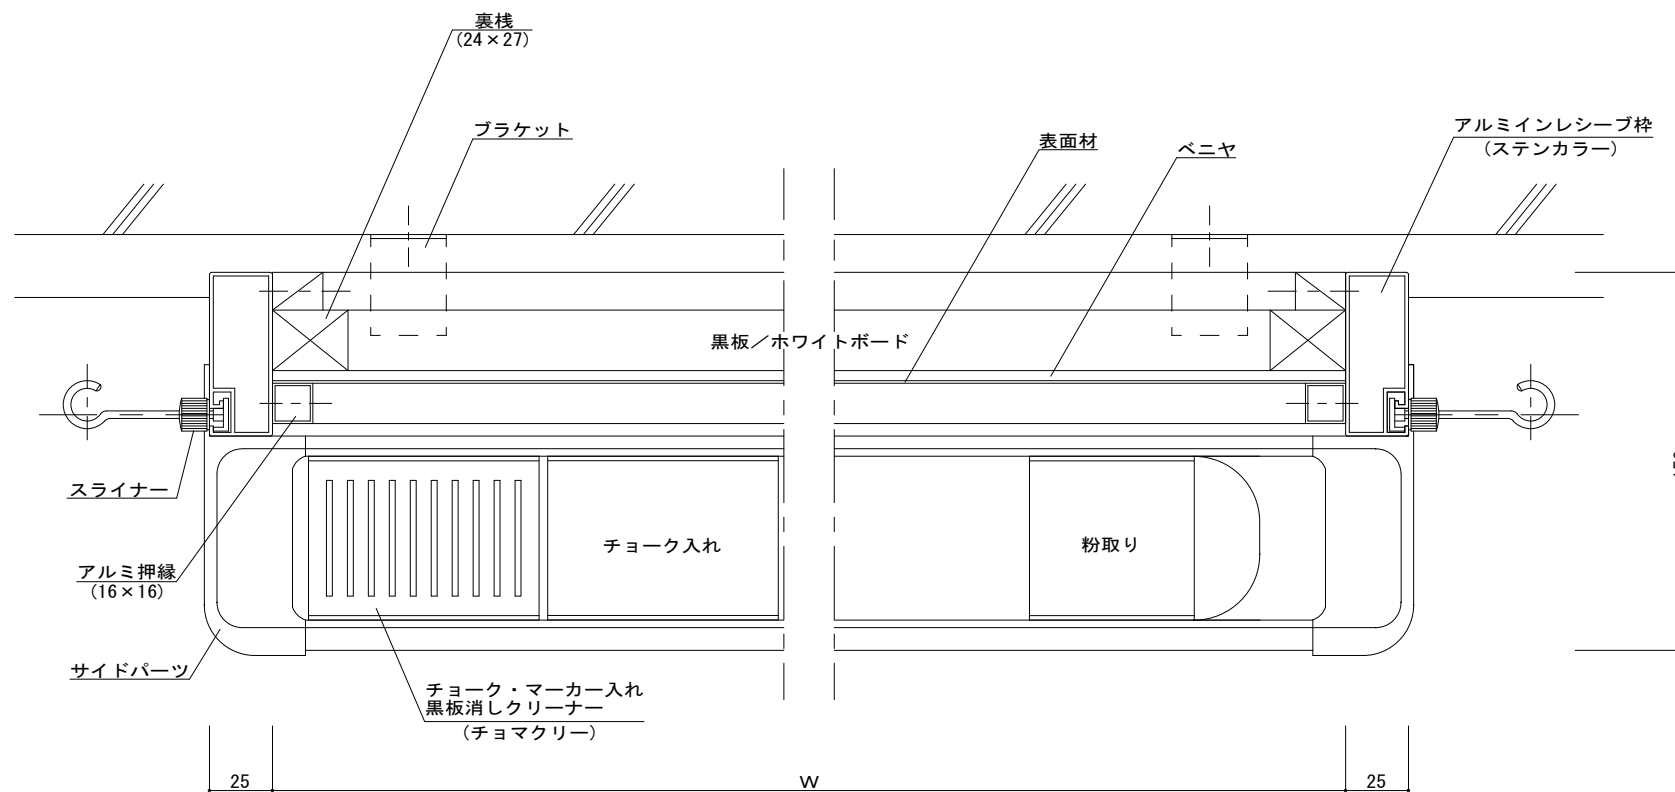 裏桟
(24×27)
ブラケット
表面材
ベニヤ
アルミインレシーブ枠
(ステンカラー)
黒板／ホワイトボード
スライナー
チョーク入れ
粉取り
アルミ押縁
(16×16)
サイドパーツ
チョーク・マーカー入れ
黒板消しクリーナー
(チョマクリー)
25
W
25